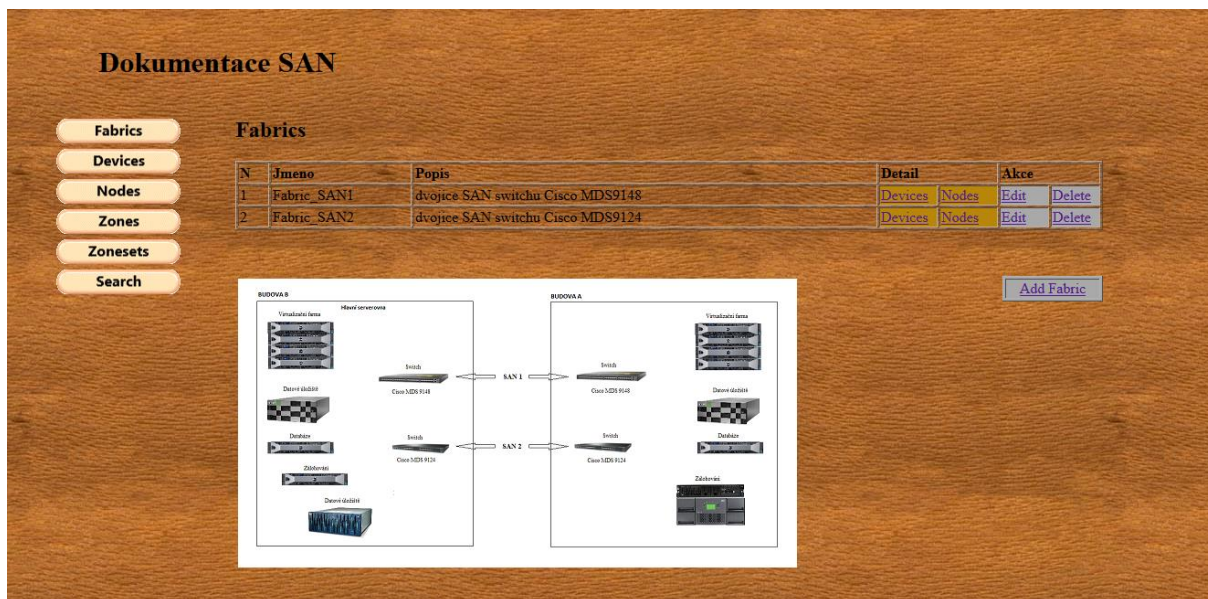 Dokumentace SAN
Fabrics
Devices
Nodes
Zones
Zonesets
Search
Fabrics
N Jmeno Popis Detail Akce
1 Fabric_SAN1 dvojice SAN switchu Cisco MDS9148 Devices Nodes Edit Delete
2 Fabric_SAN2 dvojice SAN switchu Cisco MDS9124 Devices Nodes Edit Delete
Add Fabric
BUDOVA B
Hlavní serverovna
Virtualizační farma
Datové úložiště
Databáze
Zálohování
Datové úložiště
Switch
Cisco MDS 9148
Switch
Cisco MDS 9124
SAN 1
SAN 2
BUDOVA A
Switch
Cisco MDS 9148
Switch
Cisco MDS 9124
Virtualizační farma
Datové úložiště
Databáze
Zálohování